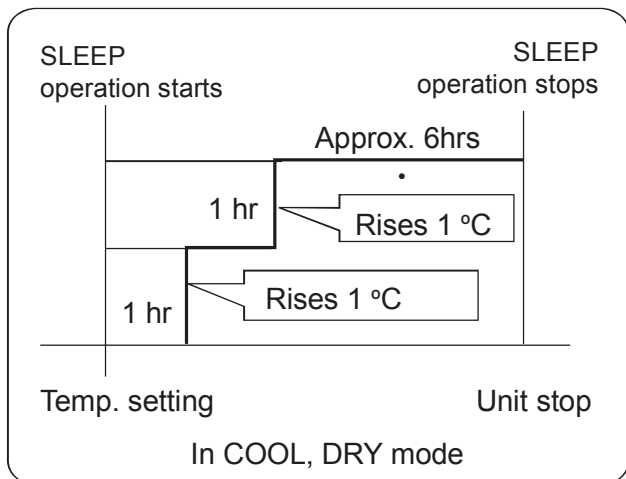 SLEEP
operation starts
SLEEP
operation stops
Approx. 6hrs
1 hr
Rises 1 ºC
1 hr
Rises 1 ºC
Temp. setting
Unit stop
In COOL, DRY mode